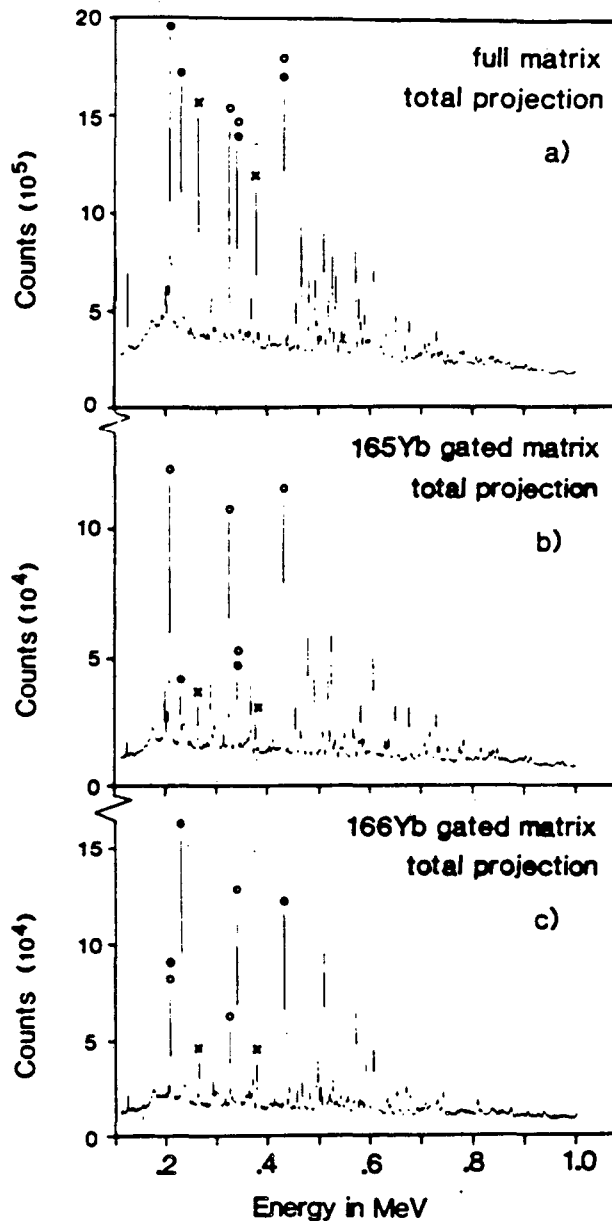 20
15
10
5
0
Counts (10⁵)
full matrix
total projection
a)
10
5
0
Counts (10⁴)
165Yb gated matrix
total projection
b)
15
10
5
0
Counts (10⁴)
166Yb gated matrix
total projection
c)
.2 .4 .6 .8 1.0
Energy in MeV